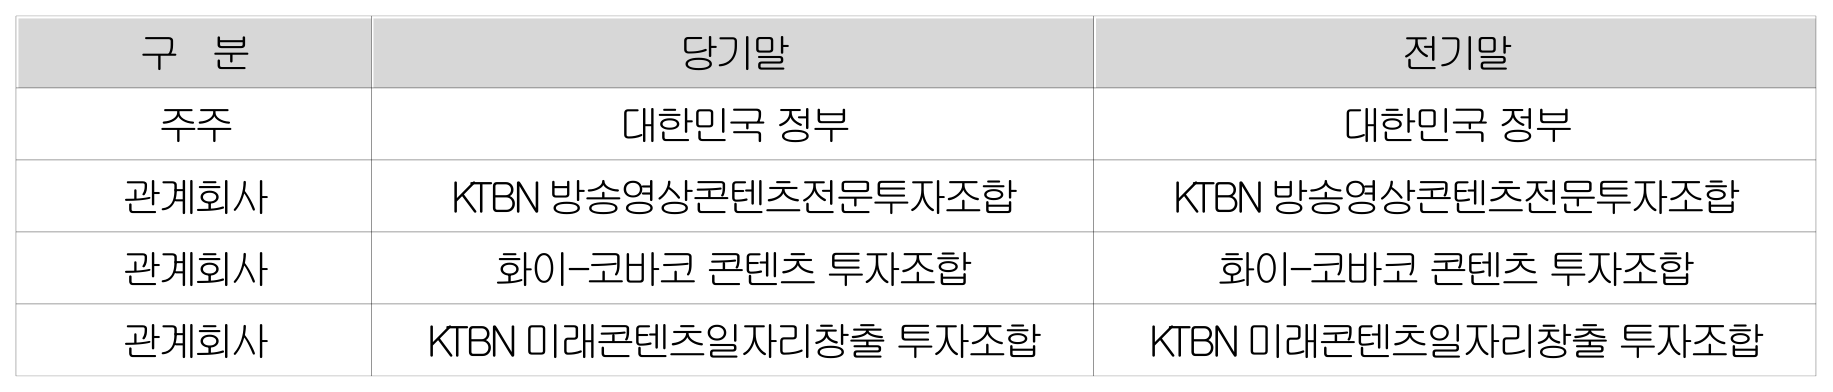 구 분 당기말 전기말
주주 대한민국 정부 대한민국 정부
관계회사 KTBN 방송영상콘텐츠전문투자조합 KTBN 방송영상콘텐츠전문투자조합
관계회사 화이-코바코 콘텐츠 투자조합 화이-코바코 콘텐츠 투자조합
관계회사 KTBN 미래콘텐츠일자리창출 투자조합 KTBN 미래콘텐츠일자리창출 투자조합